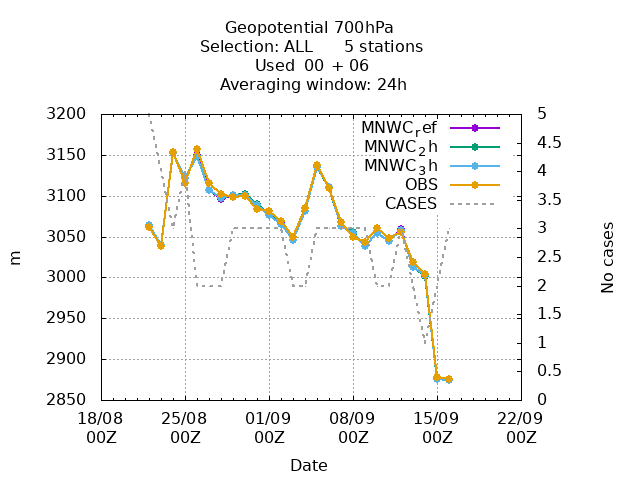 Geopotential 700hPa
Selection: ALL 5 stations
Used 00 + 06
Averaging window: 24h
3200
3150
3100
3050
3000
2950
2900
2850
m
5
4.5
4
3.5
3
2.5
2
1.5
1
0.5
0
No cases
MNWC_ref
MNWC_2h
MNWC_3h
OBS
CASES
18/08 25/08 01/09 08/09 15/09 22/09
00Z 00Z 00Z 00Z 00Z 00Z
Date